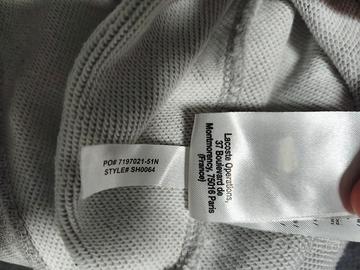 PO# 7197021-51N
STYLE# SH0064
Lacoste Operations,
37 Boulevard de
Montmorency, 75016 Paris
(France)